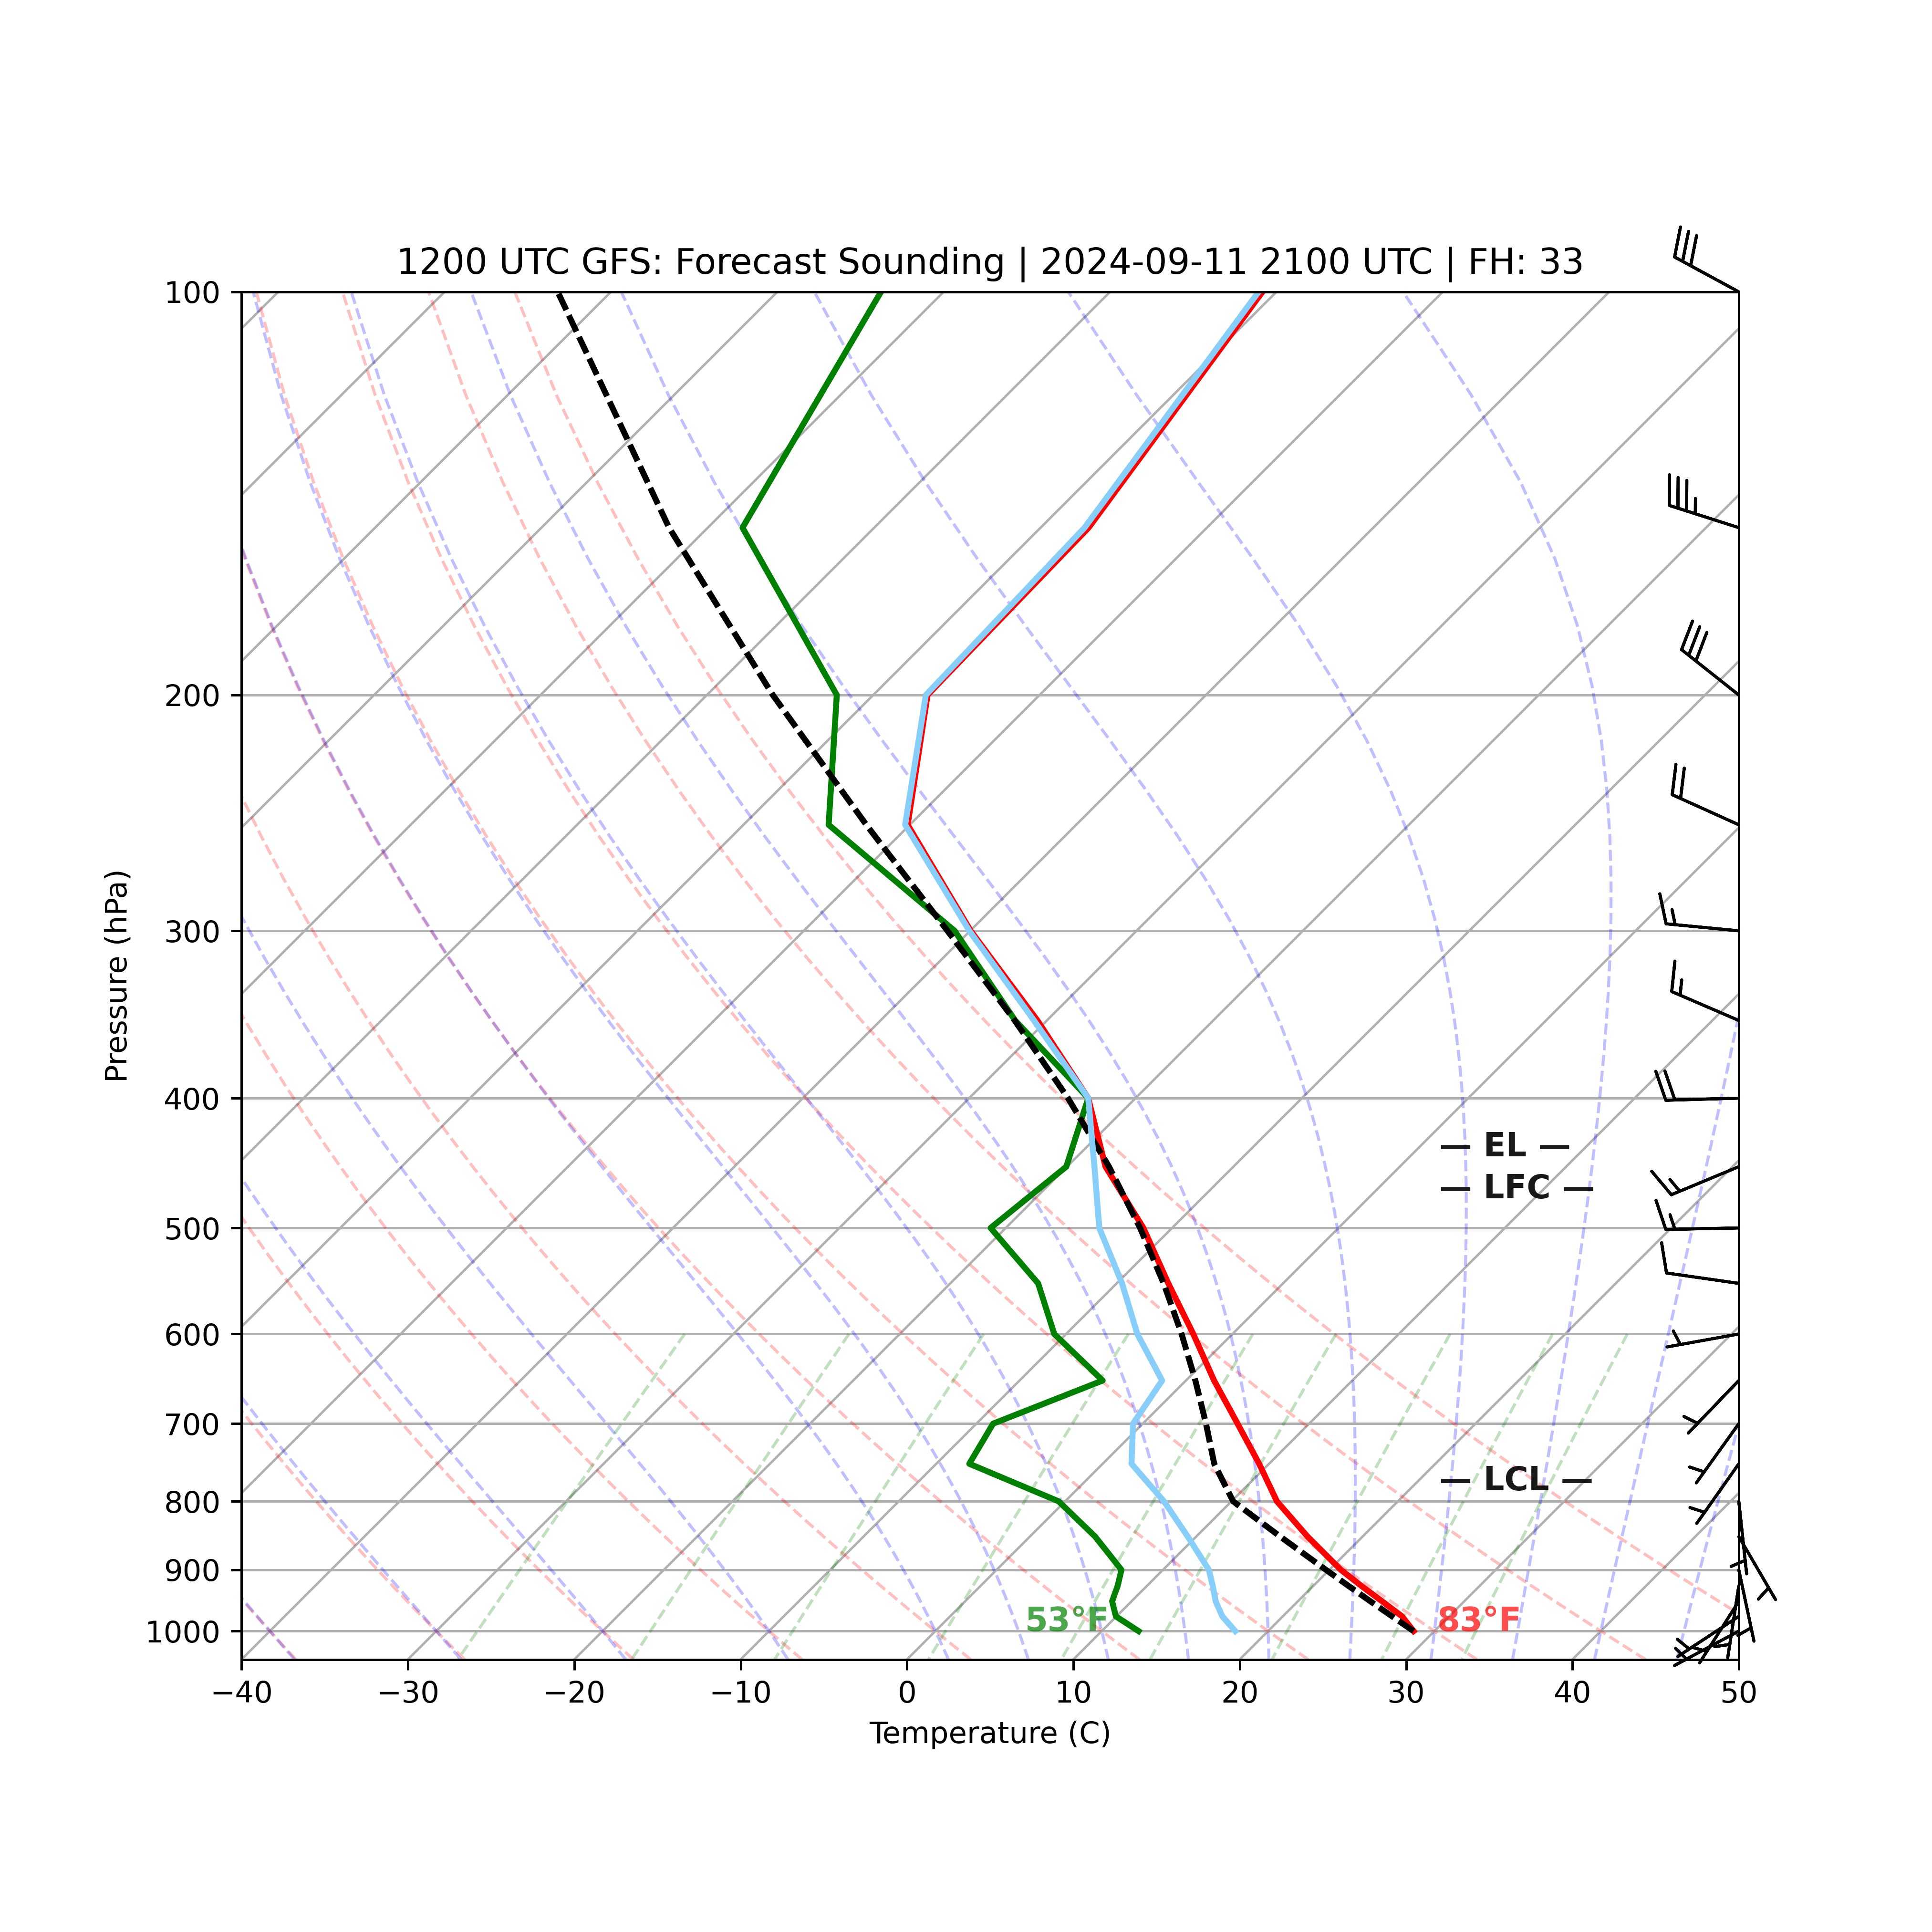 1200 UTC GFS: Forecast Sounding | 2024-09-11 2100 UTC | FH: 33
100
200
300
400
500
600
700
800
900
1000
Pressure (hPa)
— EL —
— LFC —
— LCL —
53°F
83°F
−40 −30 −20 −10 0 10 20 30 40 50
Temperature (C)